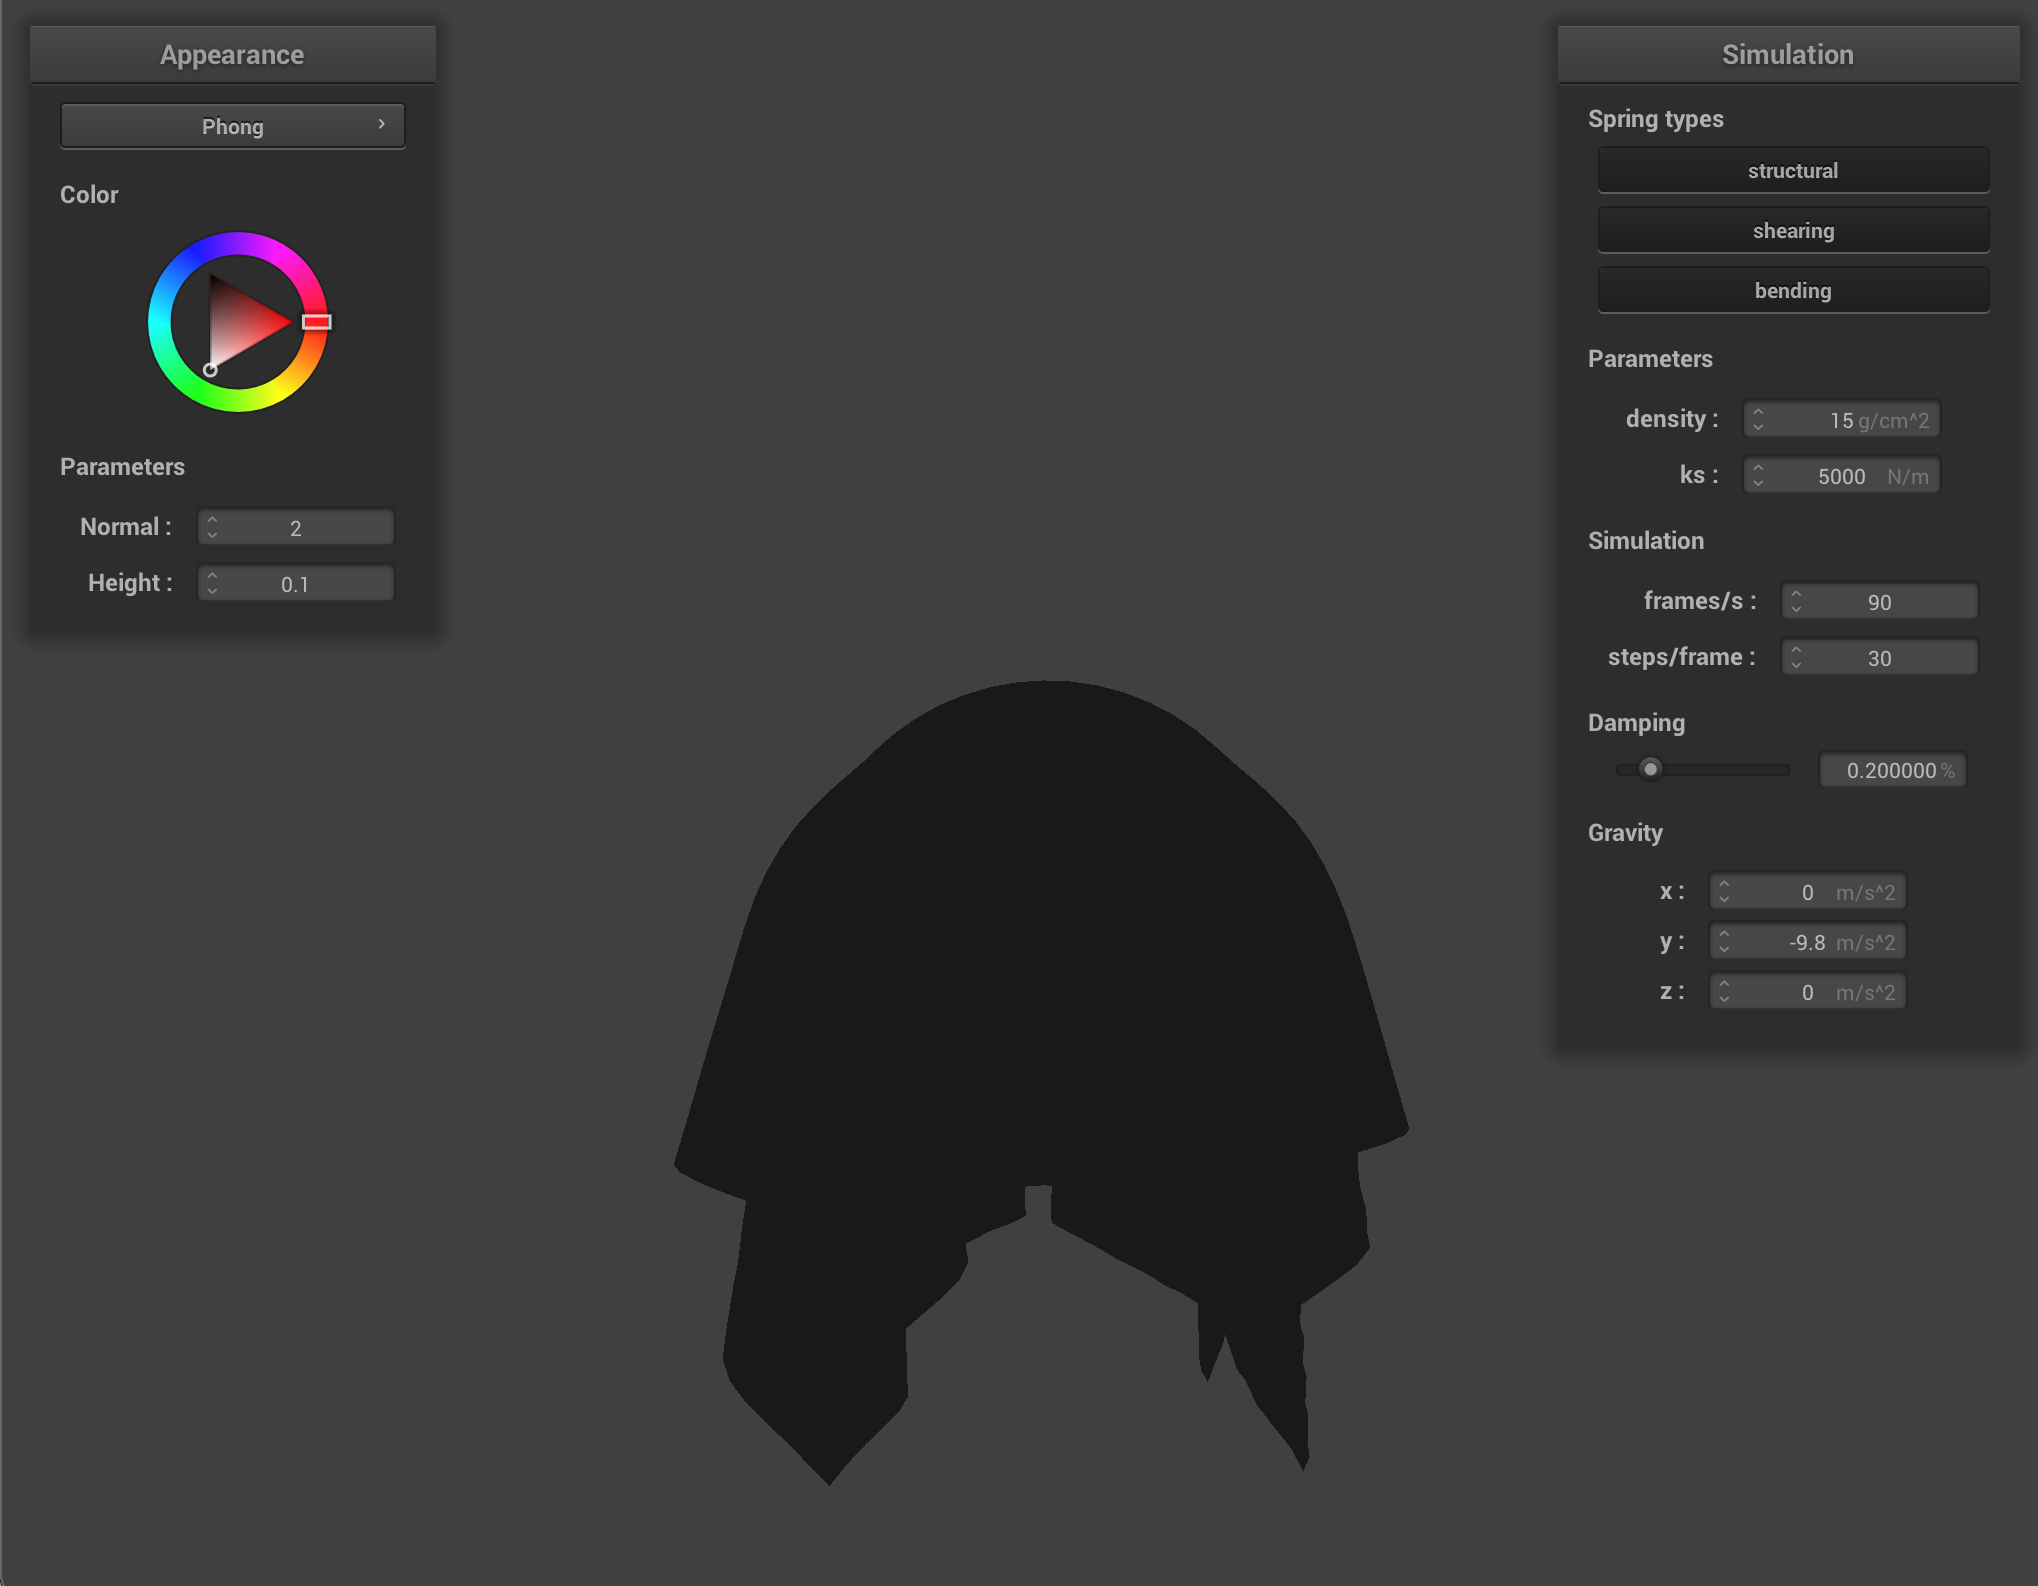 Appearance
Phong
Color
Parameters
Normal : 2
Height : 0.1
Simulation
Spring types
structural
shearing
bending
Parameters
density : 15 g/cm^2
ks : 5000 N/m
Simulation
frames/s : 90
steps/frame : 30
Damping
0.200000 %
Gravity
x : 0 m/s^2
y : -9.8 m/s^2
z : 0 m/s^2